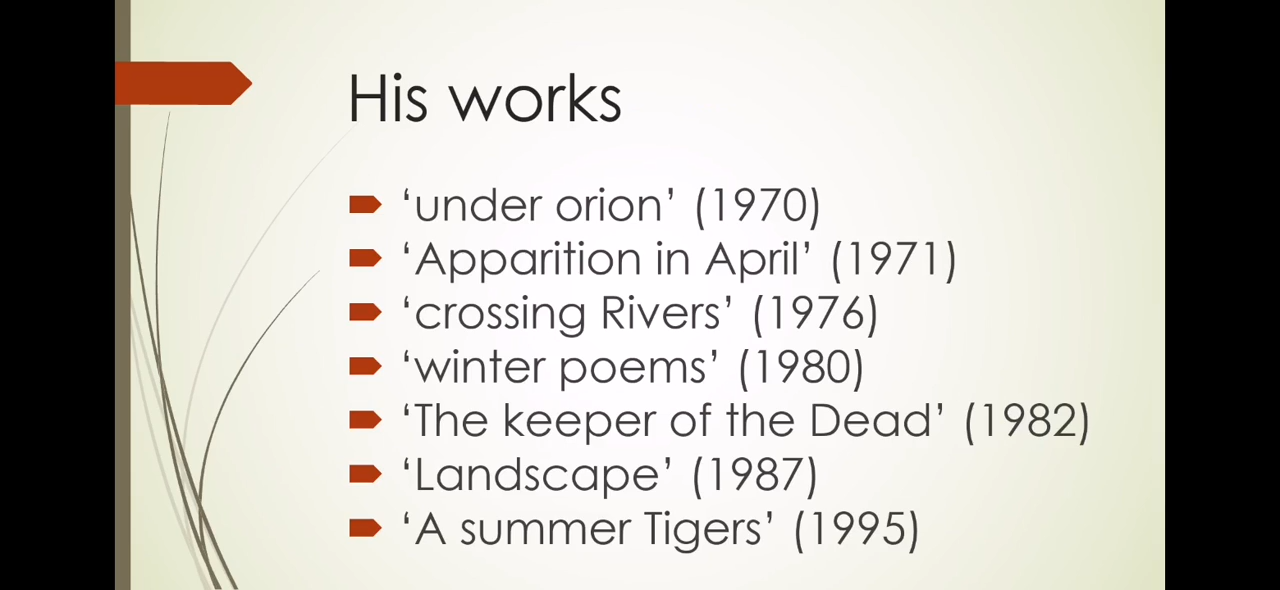 His works
‘under orion’ (1970)
‘Apparition in April’ (1971)
‘crossing Rivers’ (1976)
‘winter poems’ (1980)
‘The keeper of the Dead’ (1982)
‘Landscape’ (1987)
‘A summer Tigers’ (1995)